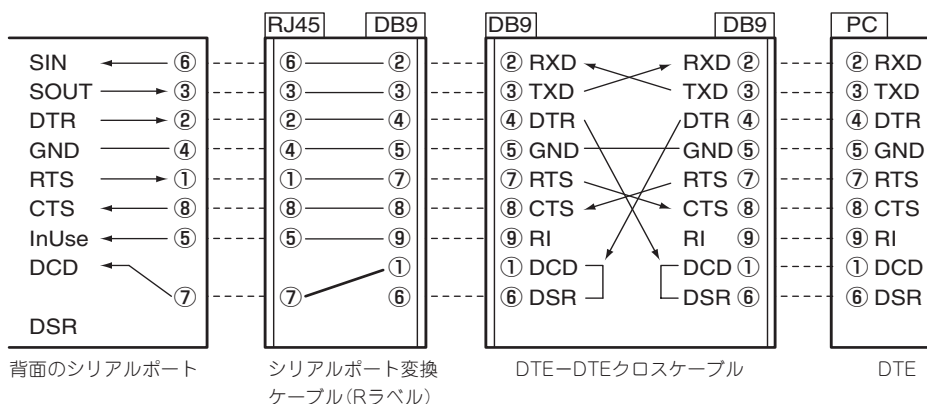 RJ45 DB9 DB9 DB9 PC
SIN ⑥ ⑥ ② ② RXD RXD ② ② RXD
SOUT ③ ③ ③ ③ TXD TXD ③ ③ TXD
DTR ② ② ④ ④ DTR DTR ④ ④ DTR
GND ④ ④ ⑤ ⑤ GND GND ⑤ ⑤ GND
RTS ① ① ⑦ ⑦ RTS RTS ⑦ ⑦ RTS
CTS ⑧ ⑧ ⑧ ⑧ CTS CTS ⑧ ⑧ CTS
InUse ⑤ ⑤ ⑨ ⑨ RI RI ⑨ ⑨ RI
DCD ① ① DCD DCD ① ① DCD
⑦ ⑦ ⑥ ⑥ DSR DSR ⑥ ⑥ DSR
DSR
背面のシリアルポート シリアルポート変換 DTE−DTEクロスケーブル DTE
ケーブル(Rラベル)